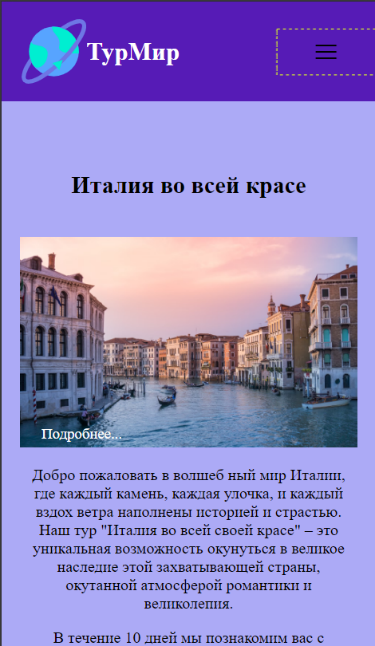 ТурМир
Италия во всей красе
Подробнее...
Добро пожаловать в волшеб ный мир Италии,
где каждый камень, каждая улочка, и каждый
вздох ветра наполнены историей и страстью.
Наш тур "Италия во всей своей красе" – это
уникальная возможность окунуться в великое
наследие этой захватывающей страны,
окутанной атмосферой романтики и
великолепия.
В течение 10 дней мы познакомим вас с